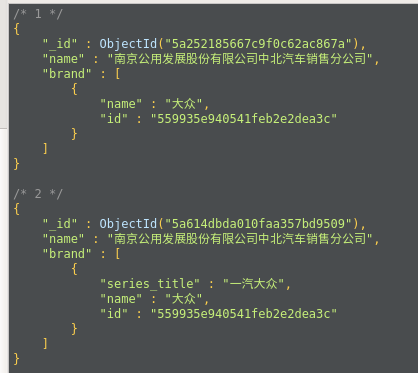 /* 1 */
{
    "_id" : ObjectId("5a252185667c9f0c62ac867a"),
    "name" : "南京公用发展股份有限公司中北汽车销售分公司",
    "brand" : [
        {
            "name" : "大众",
            "id" : "559935e940541feb2e2dea3c"
        }
    ]
}
/* 2 */
{
    "_id" : ObjectId("5a614dbda010faa357bd9509"),
    "name" : "南京公用发展股份有限公司中北汽车销售分公司",
    "brand" : [
        {
            "series_title" : "一汽大众",
            "name" : "大众",
            "id" : "559935e940541feb2e2dea3c"
        }
    ]
}